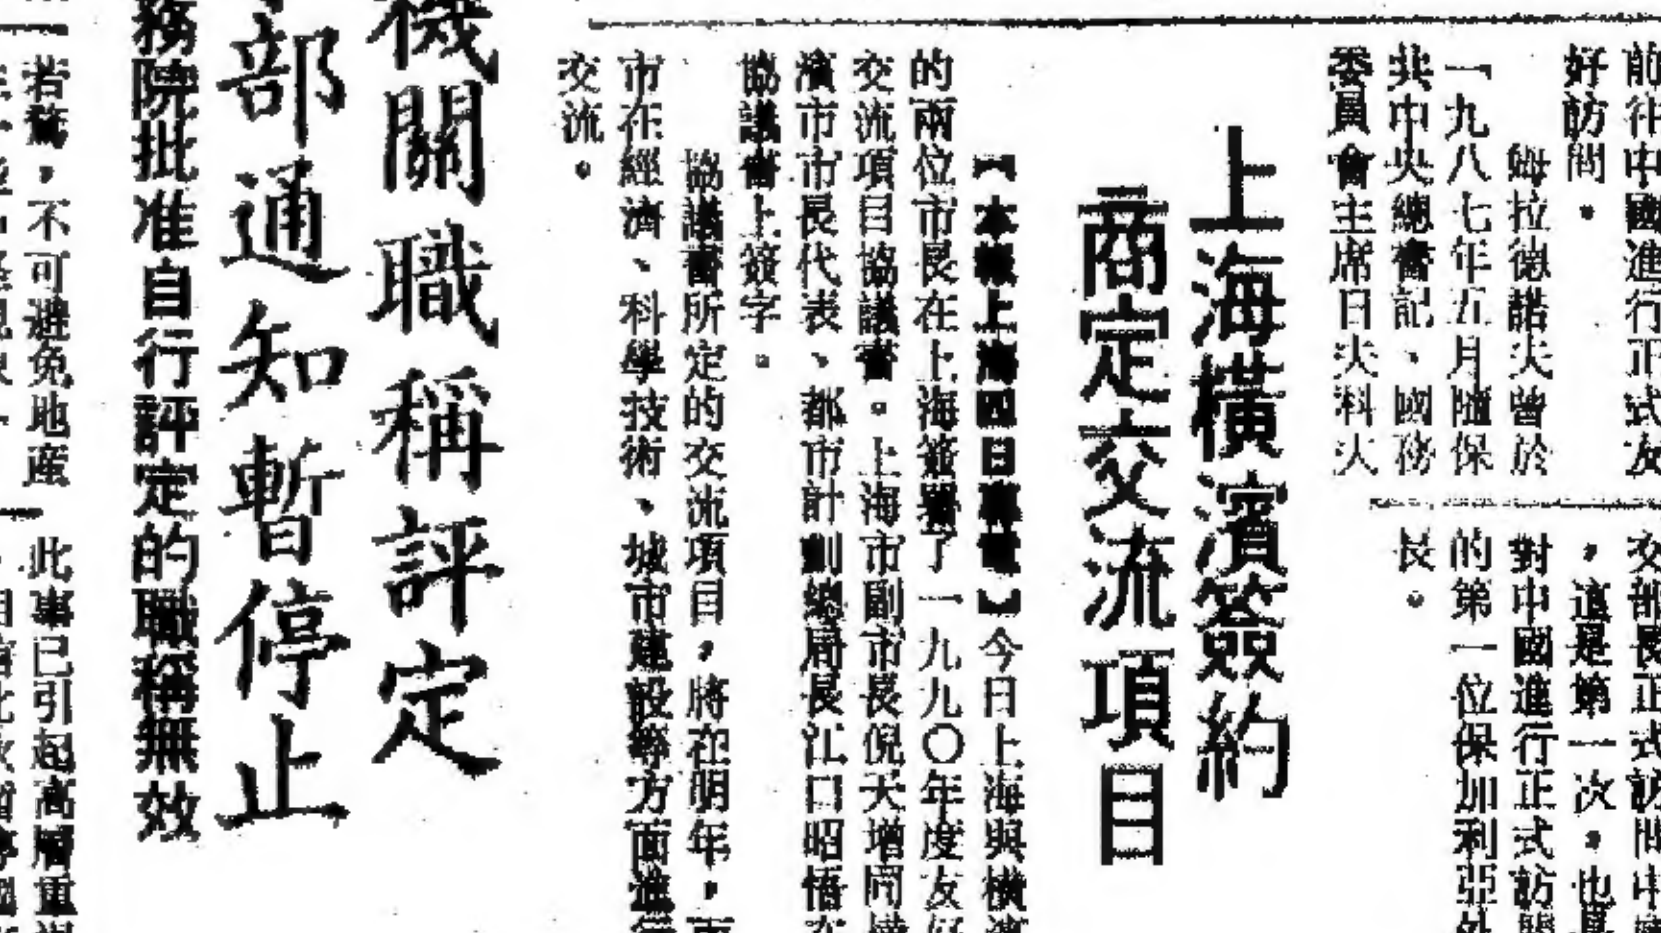 前往中國進行正式友
好訪問。
姆拉德諾夫曾於
一九八七年五月隨保
共中央總書記、國務
委員會主席日夫科夫
交部長正式訪問中
，這是第一次，也是
對中國進行正式訪
的第一位保加利亞外
長。
上海橫濱簽約
商定交流項目
【本報上海四日專電】今日上海與橫濱
的兩位市長在上海簽署了一九九〇年度友好
交流項目協議書。上海市副市長倪天增同橫
濱市市長代表、都市計劃總局長江口昭悟在
協議書上簽字。
協議書所定的交流項目，將在明年，兩
市在經濟、科學技術、城市建設等方面進行
交流。
機關職稱評定
部通知暫停止
務院批准自行評定的職稱無效
若驚，不可避免地產
此事已引起高層重視